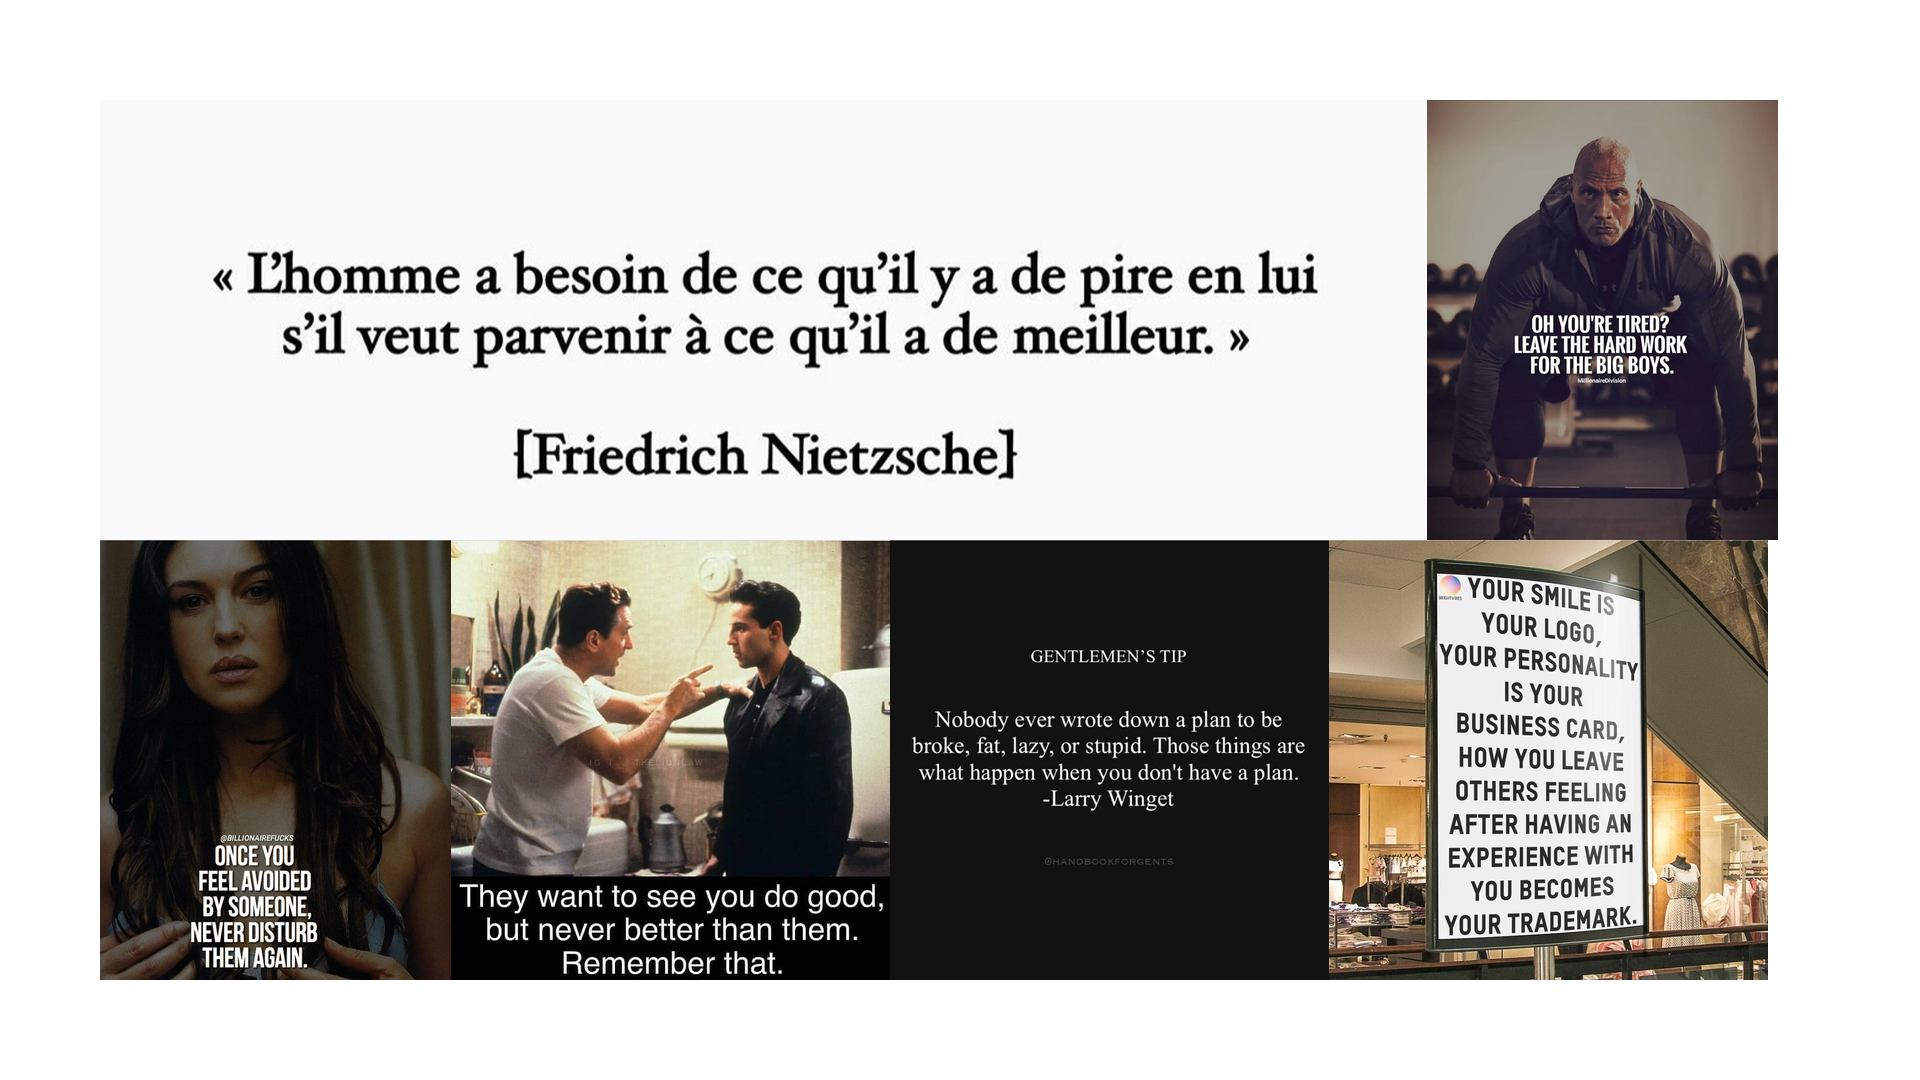 « L’homme a besoin de ce qu’il y a de pire en lui
s’il veut parvenir à ce qu’il a de meilleur. »
[Friedrich Nietzsche]
OH YOU'RE TIRED?
LEAVE THE HARD WORK
FOR THE BIG BOYS.
MillionaireDivision
@BILLIONAIREFUCKS
ONCE YOU
FEEL AVOIDED
BY SOMEONE,
NEVER DISTURB
THEM AGAIN.
They want to see you do good,
but never better than them.
Remember that.
GENTLEMEN’S TIP
Nobody ever wrote down a plan to be
broke, fat, lazy, or stupid. Those things are
what happen when you don't have a plan.
-Larry Winget
@HANDBOOKFORGENTS
YOUR SMILE IS
YOUR LOGO,
YOUR PERSONALITY
IS YOUR
BUSINESS CARD,
HOW YOU LEAVE
OTHERS FEELING
AFTER HAVING AN
EXPERIENCE WITH
YOU BECOMES
YOUR TRADEMARK.